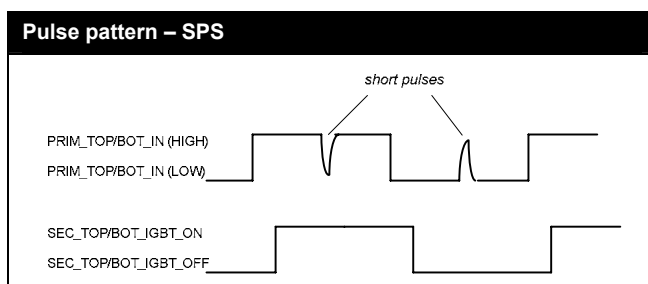 Pulse pattern – SPS
short pulses
PRIM_TOP/BOT_IN (HIGH)
PRIM_TOP/BOT_IN (LOW)
SEC_TOP/BOT_IGBT_ON
SEC_TOP/BOT_IGBT_OFF